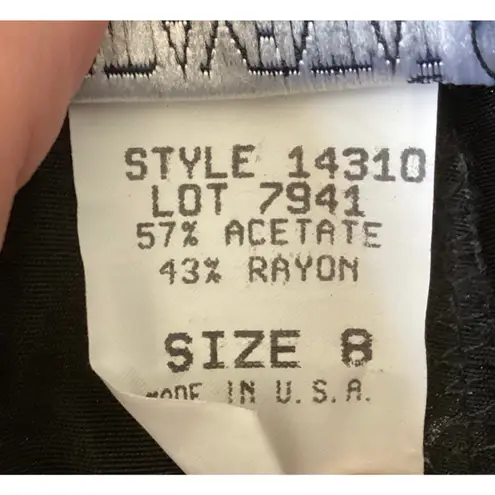 STYLE 14310
LOT 7941
57% ACETATE
43% RAYON
SIZE 8
MADE IN U.S.A.